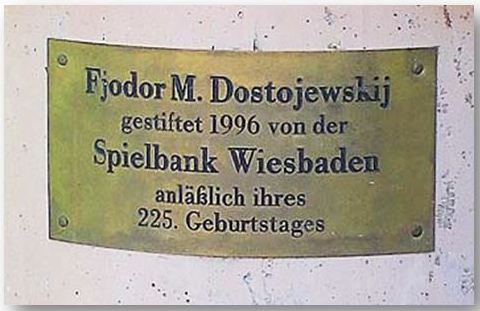 Fjodor M. Dostojewskij
gestiftet 1996 von der
Spielbank Wiesbaden
anläßlich ihres
225. Geburtstages